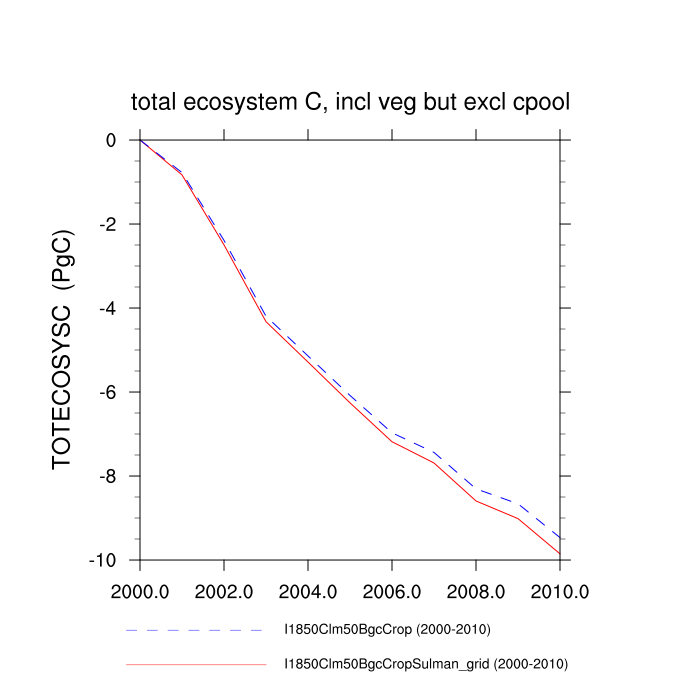 total ecosystem C, incl veg but excl cpool
TOTECOSYSC (PgC)
0
-2
-4
-6
-8
-10
2000.0 2002.0 2004.0 2006.0 2008.0 2010.0
I1850Clm50BgcCrop (2000-2010)
I1850Clm50BgcCropSulman_grid (2000-2010)